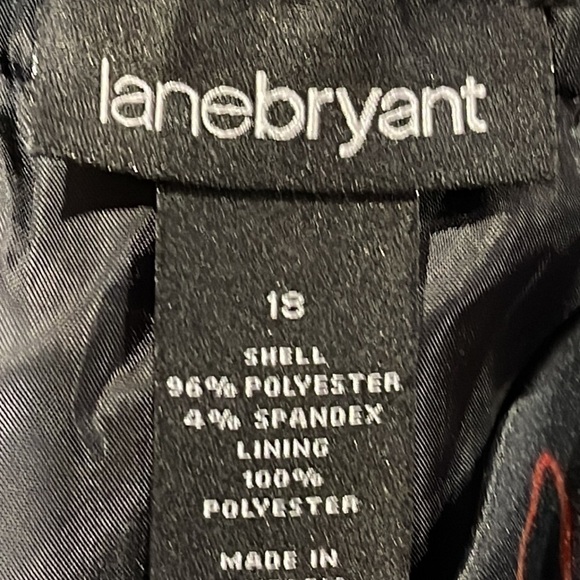 lanebryant
18
SHELL
96% POLYESTER
4% SPANDEX
LINING
100%
POLYESTER
MADE IN